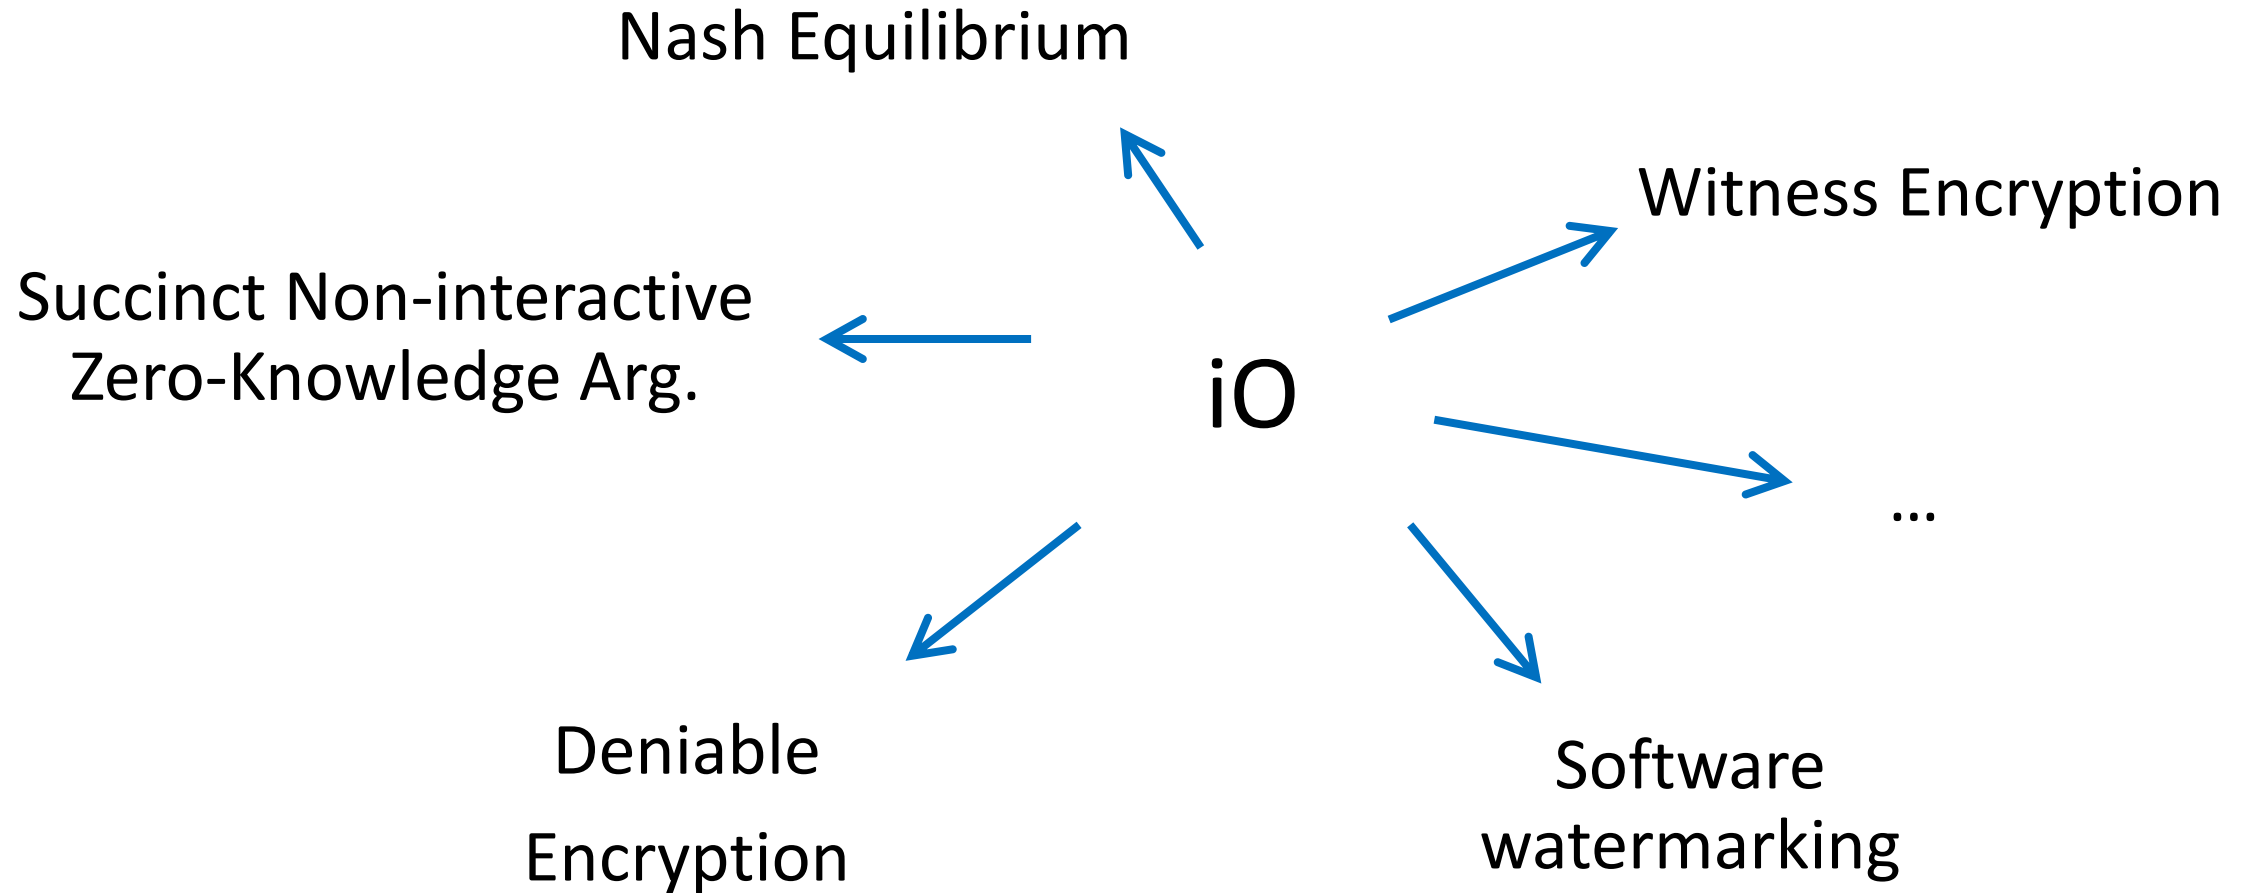 Nash Equilibrium
Witness Encryption
Succinct Non-interactive
Zero-Knowledge Arg.
iO
...
Deniable
Encryption
Software
watermarking